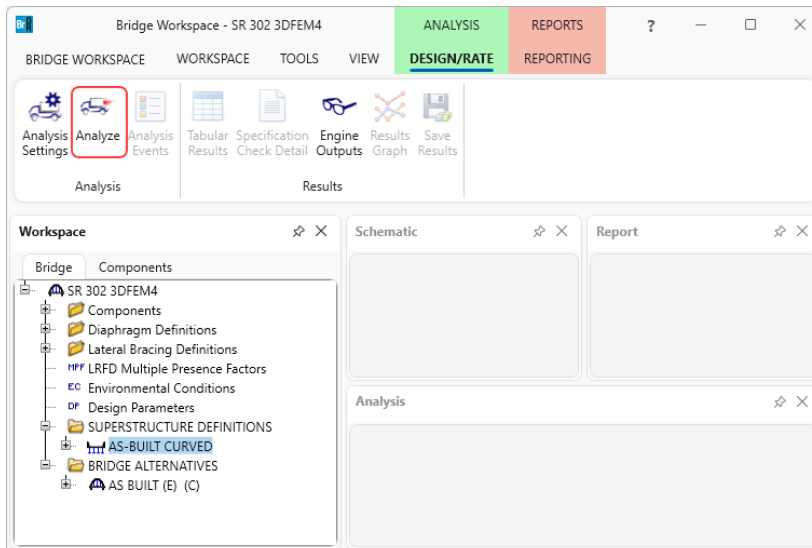 Br
Bridge Workspace - SR 302 3DFEM4
ANALYSIS
REPORTS
?
BRIDGE WORKSPACE
WORKSPACE
TOOLS
VIEW
DESIGN/RATE
REPORTING
Analysis
Settings
Analyze
Analysis
Events
Tabular
Results
Specification
Check Detail
Engine
Outputs
Results
Graph
Save
Results
Analysis
Results
Workspace
Schematic
Report
Bridge
Components
SR 302 3DFEM4
Components
Diaphragm Definitions
Lateral Bracing Definitions
MPF LRFD Multiple Presence Factors
EC Environmental Conditions
DP Design Parameters
SUPERSTRUCTURE DEFINITIONS
AS-BUILT CURVED
BRIDGE ALTERNATIVES
AS BUILT (E) (C)
Analysis